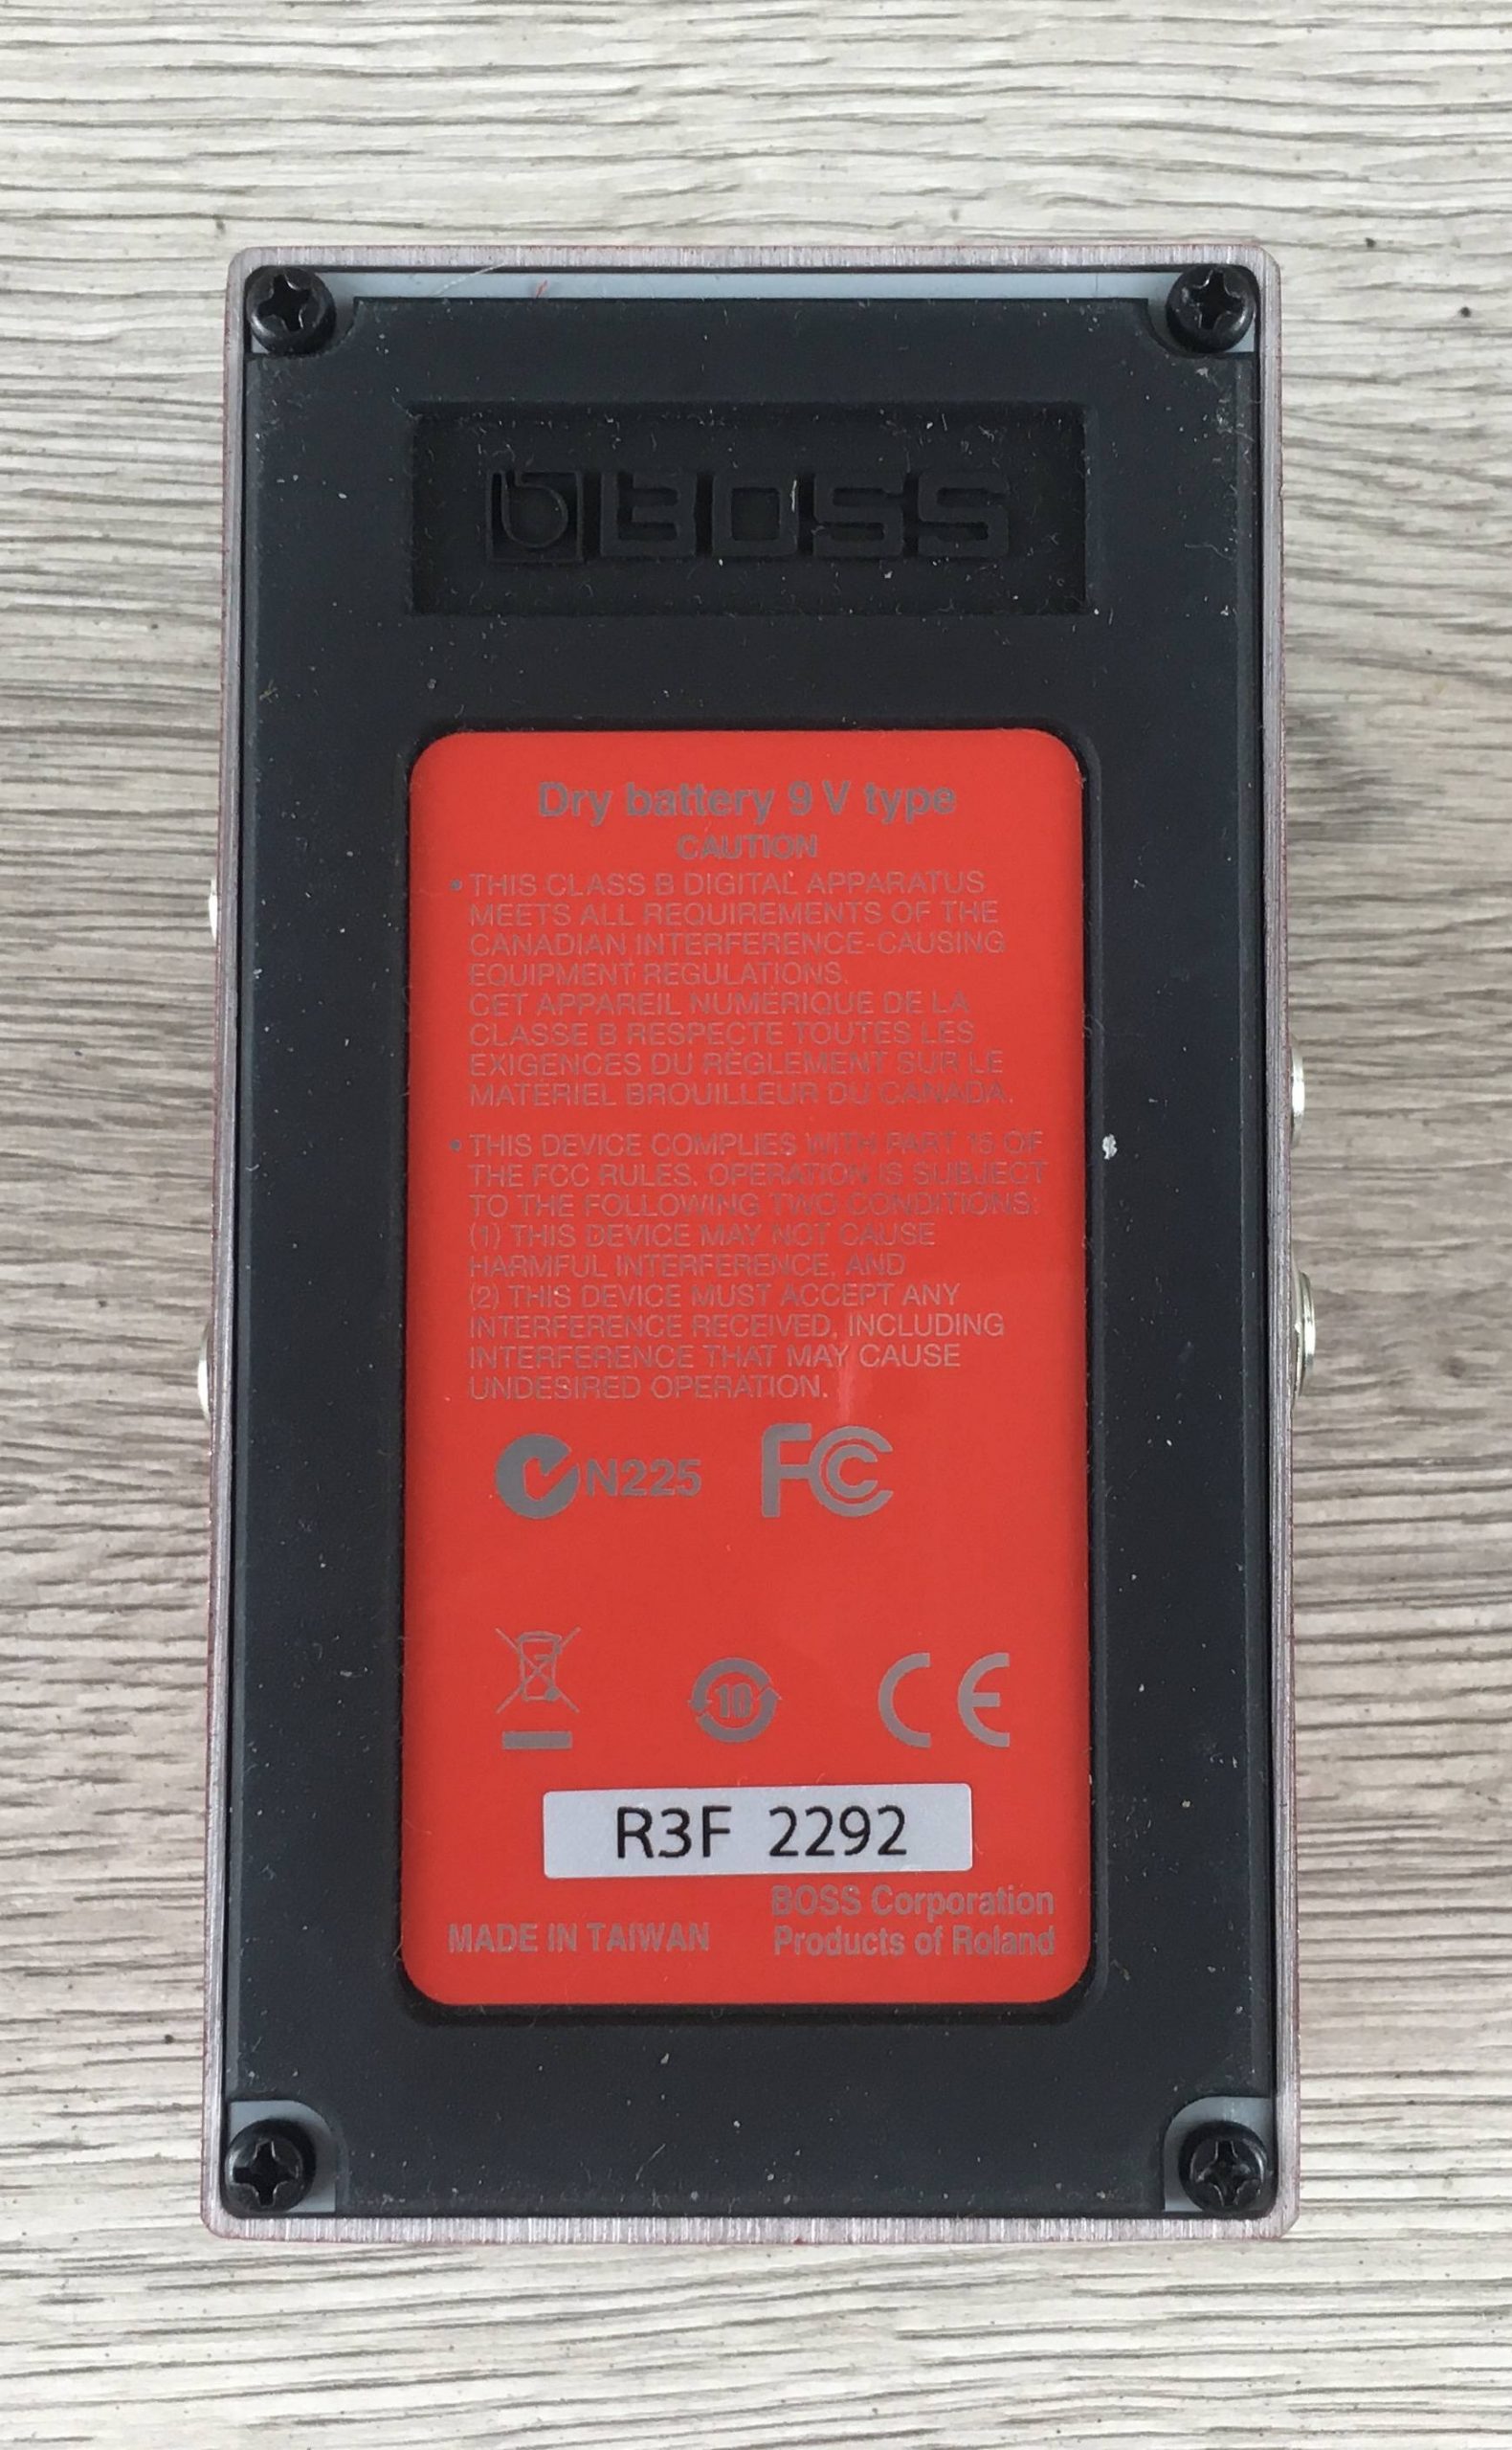 BOSS
Dry battery 9 V type
CAUTION
• THIS CLASS B DIGITAL APPARATUS
MEETS ALL REQUIREMENTS OF THE
CANADIAN INTERFERENCE-CAUSING
EQUIPMENT REGULATIONS.
CET APPAREIL NUMÉRIQUE DE LA
CLASSE B RESPECTE TOUTES LES
EXIGENCES DU RÈGLEMENT SUR LE
MATÉRIEL BROUILLEUR DU CANADA.
• THIS DEVICE COMPLIES WITH PART 15 OF
THE FCC RULES. OPERATION IS SUBJECT
TO THE FOLLOWING TWO CONDITIONS:
(1) THIS DEVICE MAY NOT CAUSE
HARMFUL INTERFERENCE, AND
(2) THIS DEVICE MUST ACCEPT ANY
INTERFERENCE RECEIVED, INCLUDING
INTERFERENCE THAT MAY CAUSE
UNDESIRED OPERATION.
N225 FC
10 CE
R3F 2292
BOSS Corporation
MADE IN TAIWAN Products of Roland